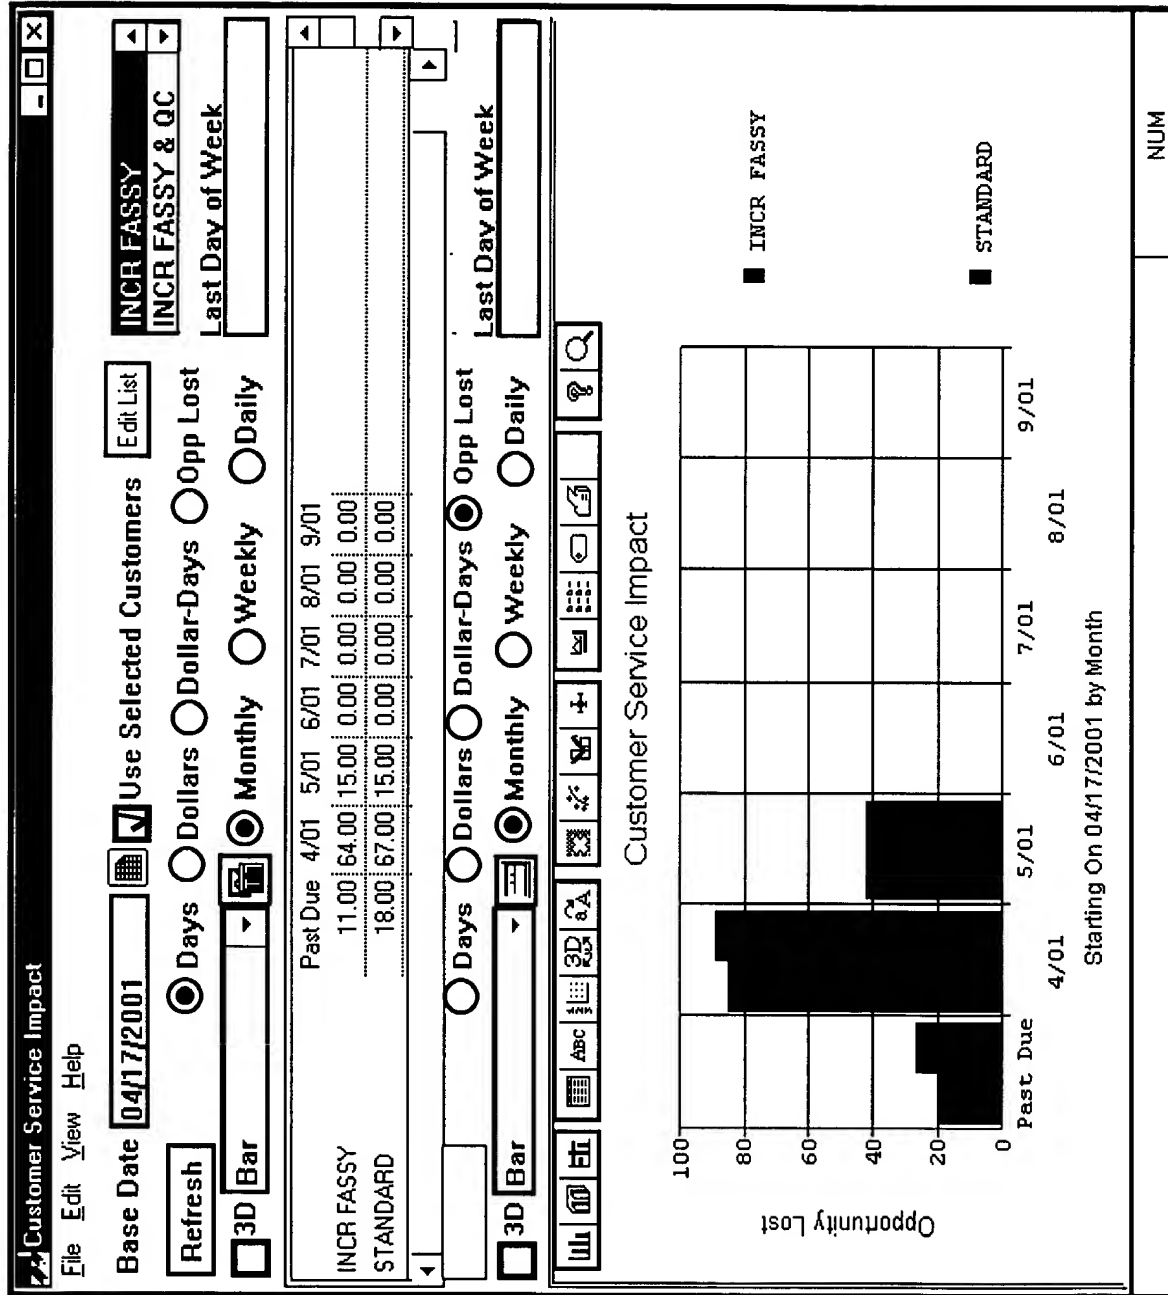 Customer Service Impact
File Edit View Help
Base Date 04/17/2001 Use Selected Customers Edit List
INCR FASSY
INCR FASSY & QC
Refresh Days Dollars Dollar-Days Opp Lost
Last Day of Week
3D Bar Monthly Weekly Daily
Past Due 4/01 5/01 6/01 7/01 8/01 9/01
INCR FASSY 11.00 64.00 15.00 0.00 0.00 0.00 0.00
STANDARD 18.00 67.00 15.00 0.00 0.00 0.00 0.00
Days Dollars Dollar-Days Opp Lost
Last Day of Week
3D Bar Monthly Weekly Daily
ABC 3D
Customer Service Impact
Opportunity Lost
100
80
60
40
20
0
Past Due 4/01 5/01 6/01 7/01 8/01 9/01
Starting On 04/17/2001 by Month
INCR FASSY
STANDARD
NUM